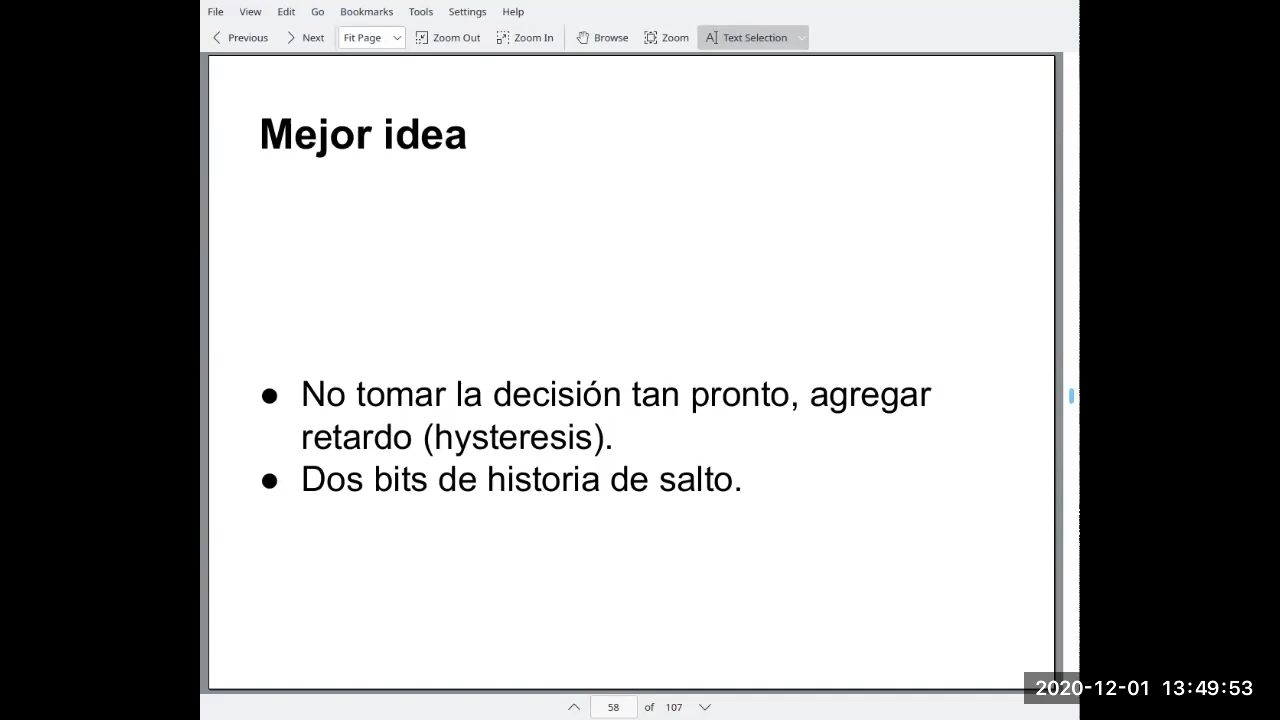 File View Edit Go Bookmarks Tools Settings Help
Previous Next Fit Page Zoom Out Zoom In Browse Zoom Text Selection
Mejor idea
● No tomar la decisión tan pronto, agregar
retardo (hysteresis).
● Dos bits de historia de salto.
2020-12-01 13:49:53
58 of 107